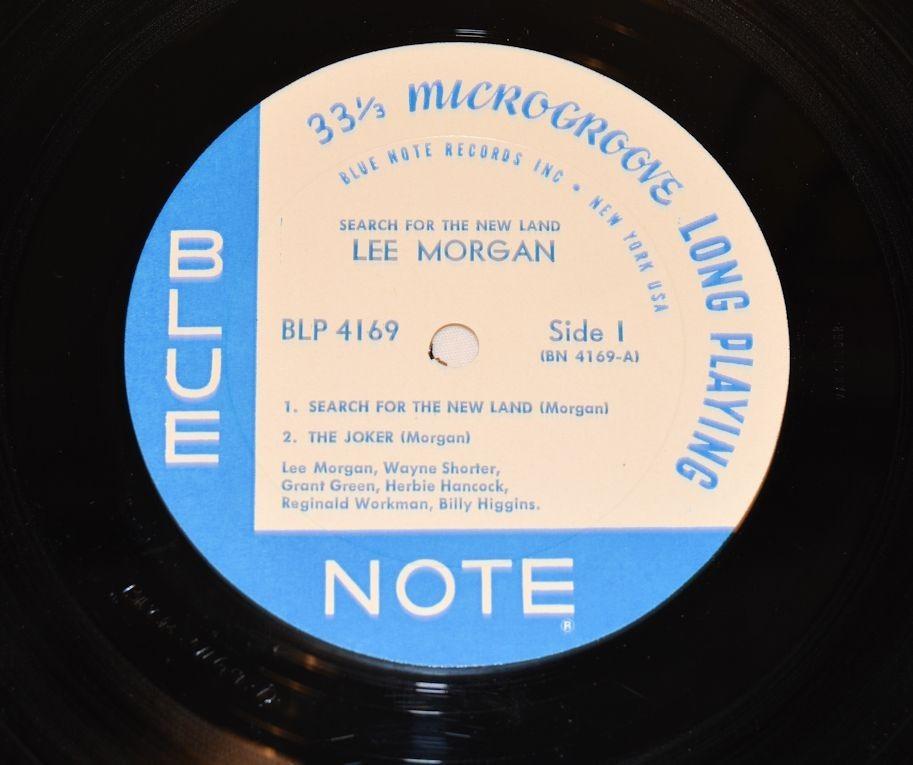 33⅓ MICROGROOVE LONG PLAYING
BLUE NOTE RECORDS INC • NEW YORK USA
SEARCH FOR THE NEW LAND
LEE MORGAN
BLP 4169
Side 1
(BN 4169-A)
1. SEARCH FOR THE NEW LAND (Morgan)
2. THE JOKER (Morgan)
Lee Morgan, Wayne Shorter,
Grant Green, Herbie Hancock,
Reginald Workman, Billy Higgins.
BLUE
NOTE
®